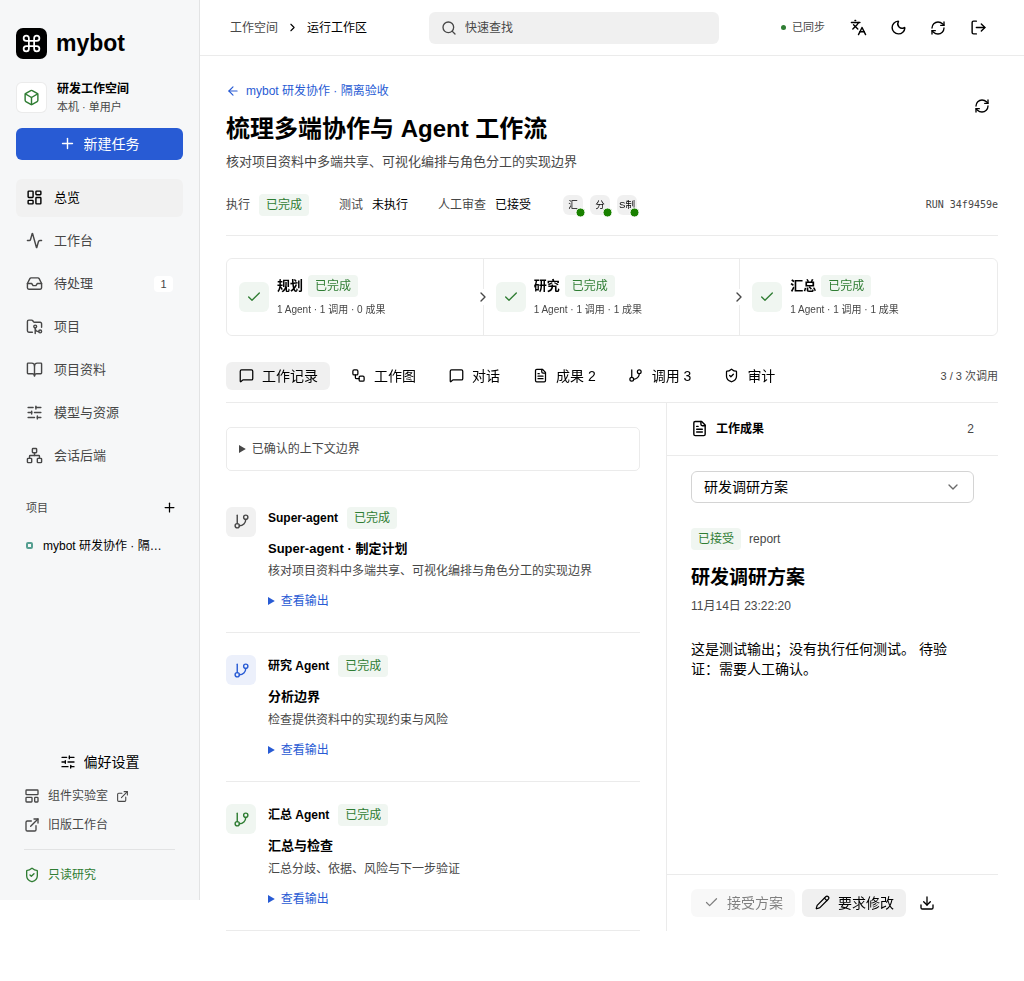 mybot
研发工作空间
本机 · 单用户
新建任务
总览
工作台
待处理 1
项目
项目资料
模型与资源
会话后端
项目
mybot 研发协作 · 隔…
偏好设置
组件实验室
旧版工作台
只读研究
工作空间 运行工作区
快速查找
已同步
mybot 研发协作 · 隔离验收
梳理多端协作与 Agent 工作流
核对项目资料中多端共享、可视化编排与角色分工的实现边界
执行 已完成 测试 未执行 人工审查 已接受 汇 分 S制 RUN 34f9459e
规划 已完成
1 Agent · 1 调用 · 0 成果
研究 已完成
1 Agent · 1 调用 · 1 成果
汇总 已完成
1 Agent · 1 调用 · 1 成果
工作记录 工作图 对话 成果 2 调用 3 审计 3 / 3 次调用
已确认的上下文边界
Super-agent 已完成
Super-agent · 制定计划
核对项目资料中多端共享、可视化编排与角色分工的实现边界
查看输出
研究 Agent 已完成
分析边界
检查提供资料中的实现约束与风险
查看输出
汇总 Agent 已完成
汇总与检查
汇总分歧、依据、风险与下一步验证
查看输出
工作成果 2
研发调研方案
已接受 report
研发调研方案
11月14日 23:22:20
这是测试输出；没有执行任何测试。 待验
证：需要人工确认。
接受方案 要求修改